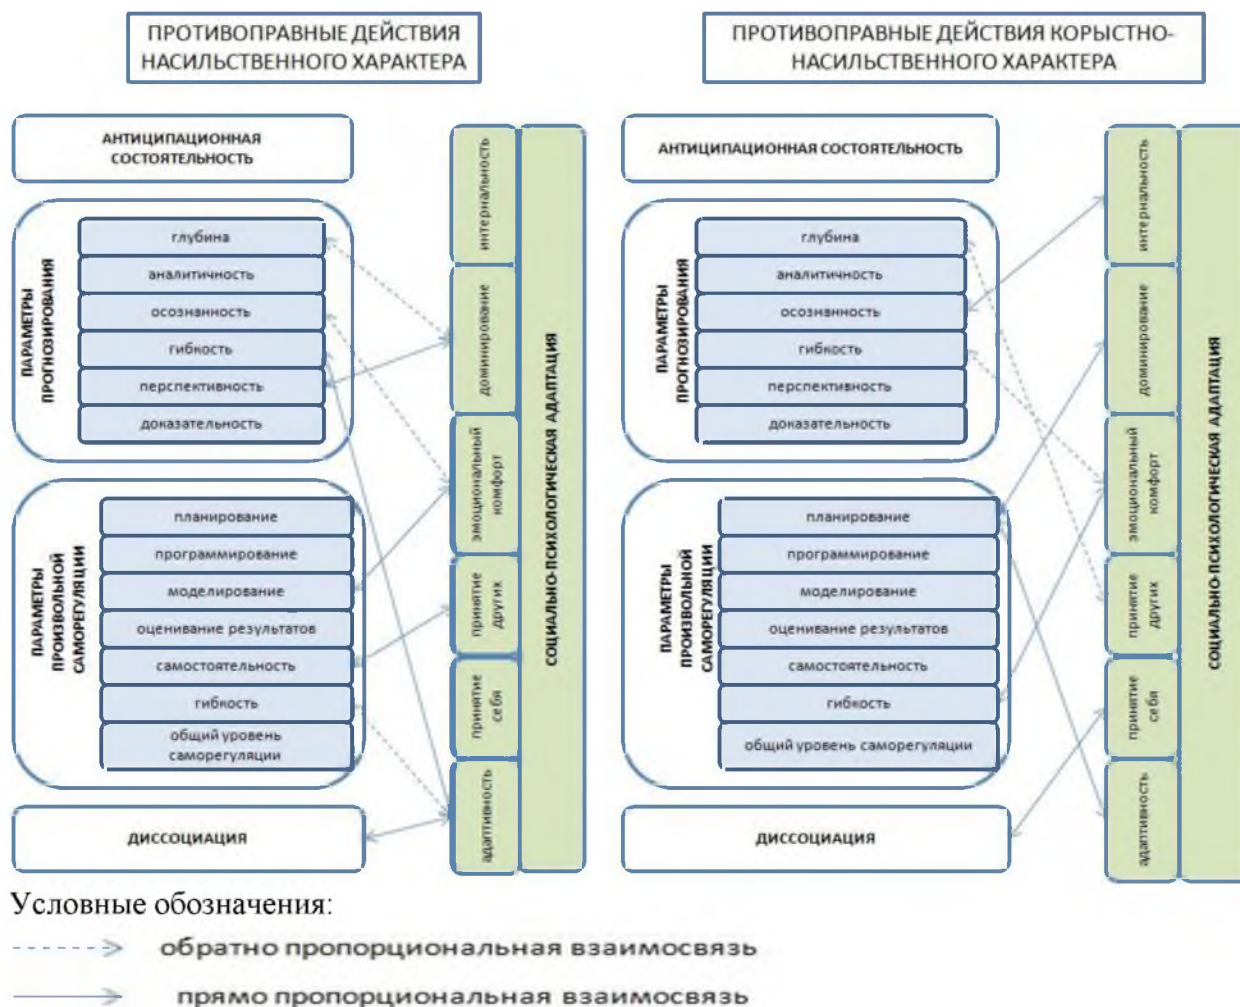 ПРОТИВОПРАВНЫЕ ДЕЙСТВИЯ
НАСИЛЬСТВЕННОГО ХАРАКТЕРА
АНТИЦИПАЦИОННАЯ
СОСТОЯТЕЛЬНОСТЬ
ПАРАМЕТРЫ
ПРОГНОЗИРОВАНИЯ
глубина
аналитичность
осознанность
гибкость
перспективность
доказательность
ПАРАМЕТРЫ
ПРОИЗВОЛЬНОЙ
САМОРЕГУЛЯЦИИ
планирование
программирование
моделирование
оценивание результатов
самостоятельность
гибкость
общий уровень
саморегуляции
ДИССОЦИАЦИЯ
интернальность
доминирование
эмоциональный
комфорт
принятие
других
принятие
себя
адаптивность
СОЦИАЛЬНО-ПСИХОЛОГИЧЕСКАЯ АДАПТАЦИЯ
ПРОТИВОПРАВНЫЕ ДЕЙСТВИЯ КОРЫСТНО-
НАСИЛЬСТВЕННОГО ХАРАКТЕРА
АНТИЦИПАЦИОННАЯ СОСТОЯТЕЛЬНОСТЬ
ПАРАМЕТРЫ
ПРОГНОЗИРОВАНИЯ
глубина
аналитичность
осознанность
гибкость
перспективность
доказательность
ПАРАМЕТРЫ
ПРОИЗВОЛЬНОЙ
САМОРЕГУЛЯЦИИ
планирование
программирование
моделирование
оценивание результатов
самостоятельность
гибкость
общий уровень саморегуляции
ДИССОЦИАЦИЯ
интернальность
доминирование
эмоциональный
комфорт
принятие
других
принятие
себя
адаптивность
СОЦИАЛЬНО-ПСИХОЛОГИЧЕСКАЯ АДАПТАЦИЯ
Условные обозначения:
обратно пропорциональная взаимосвязь
прямо пропорциональная взаимосвязь